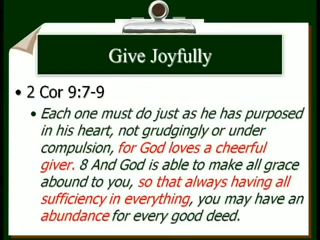 Give Joyfully
• 2 Cor 9:7-9
• Each one must do just as he has purposed
in his heart, not grudgingly or under
compulsion, for God loves a cheerful
giver. 8 And God is able to make all grace
abound to you, so that always having all
sufficiency in everything, you may have an
abundance for every good deed.